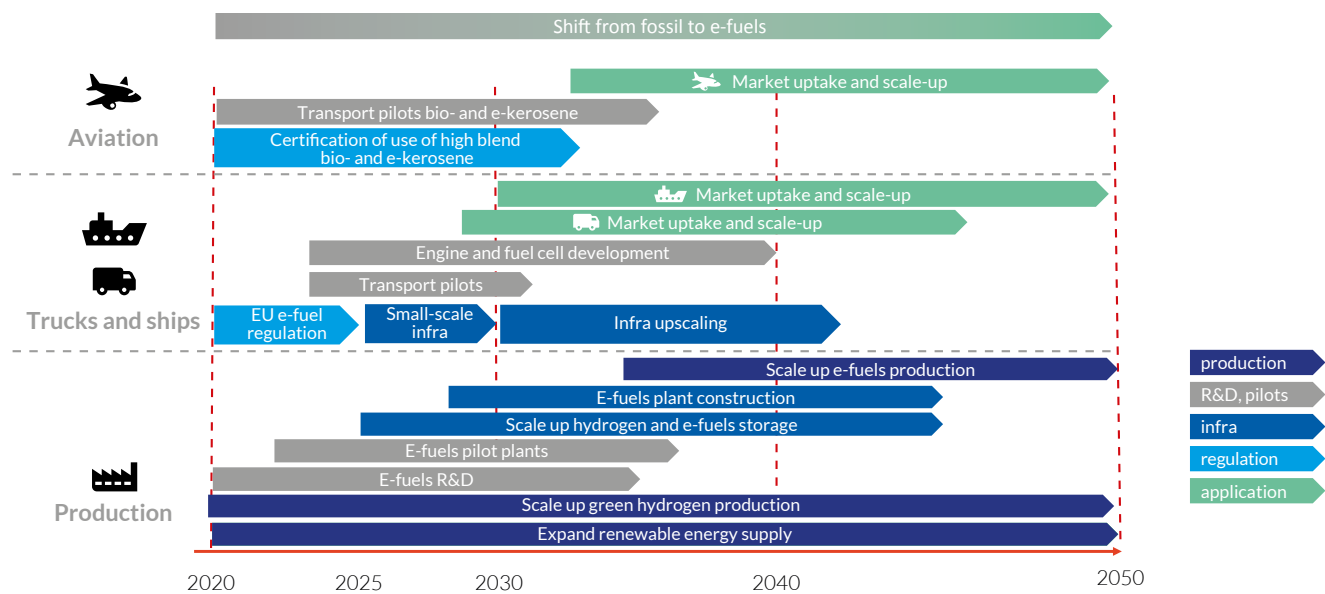 Shift from fossil to e-fuels
Market uptake and scale-up
Transport pilots bio- and e-kerosene
Aviation
Certification of use of high blend
bio- and e-kerosene
Market uptake and scale-up
Market uptake and scale-up
Engine and fuel cell development
Transport pilots
Trucks and ships
EU e-fuel
regulation
Small-scale
infra
Infra upscaling
Scale up e-fuels production
E-fuels plant construction
Scale up hydrogen and e-fuels storage
E-fuels pilot plants
E-fuels R&D
Production
Scale up green hydrogen production
Expand renewable energy supply
production
R&D, pilots
infra
regulation
application
2020
2025
2030
2040
2050